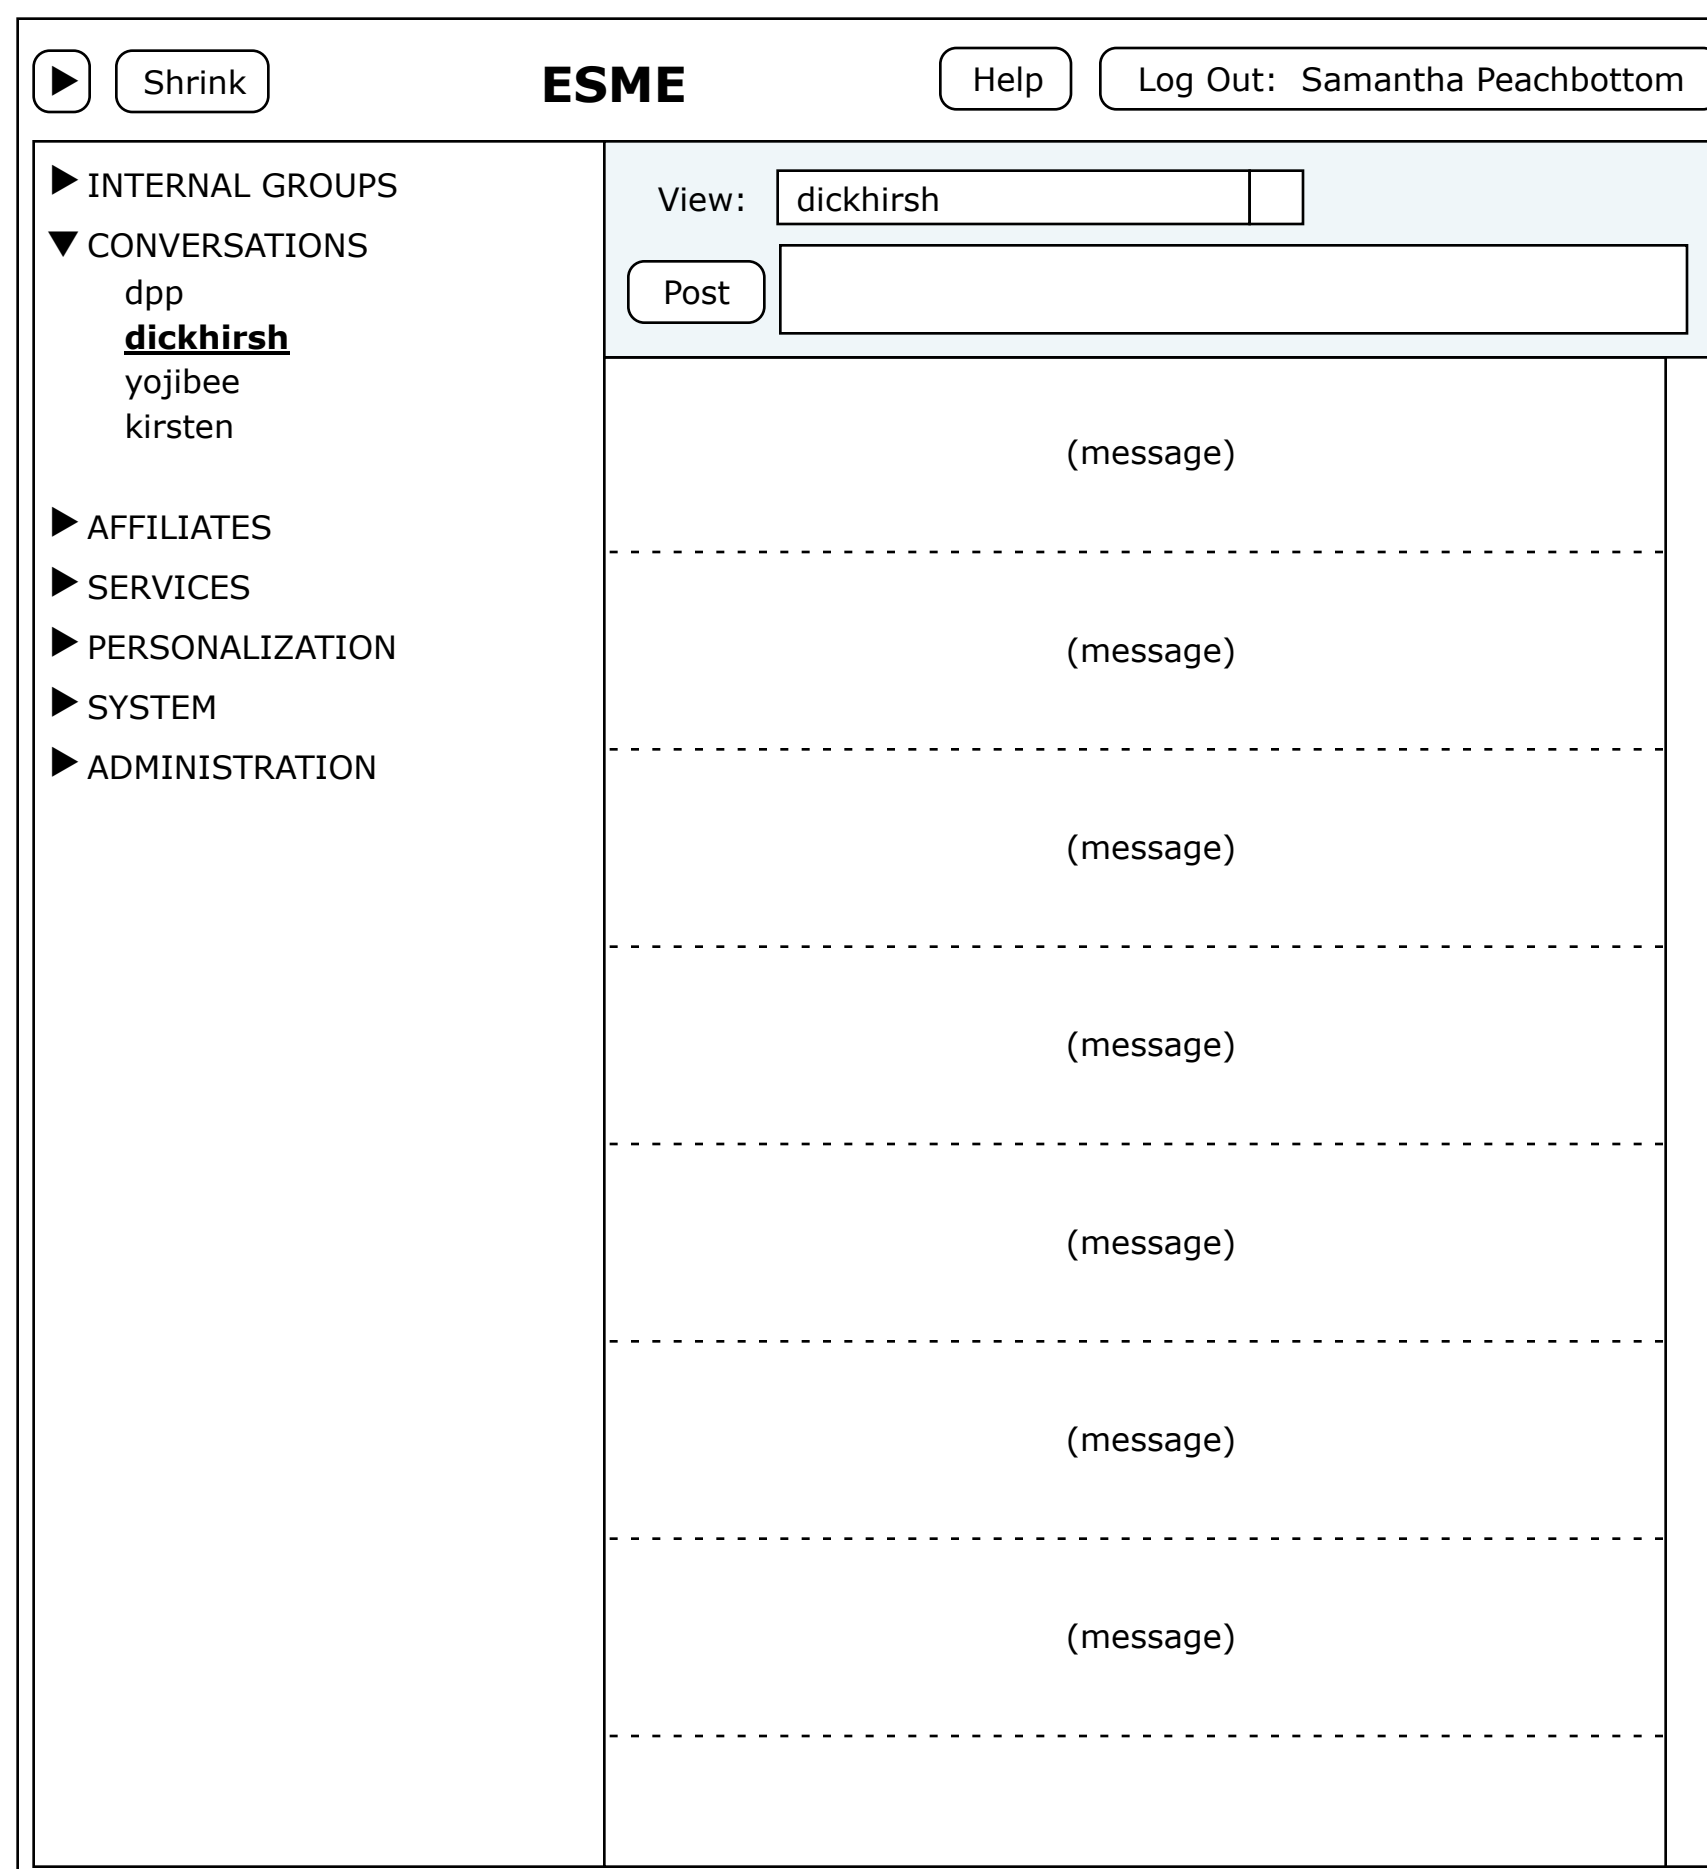 Shrink
ESME
Help
Log Out: Samantha Peachbottom
INTERNAL GROUPS
CONVERSATIONS
dpp
dickhirsh
yojibee
kirsten
AFFILIATES
SERVICES
PERSONALIZATION
SYSTEM
ADMINISTRATION
View: dickhirsh
Post
(message)
(message)
(message)
(message)
(message)
(message)
(message)